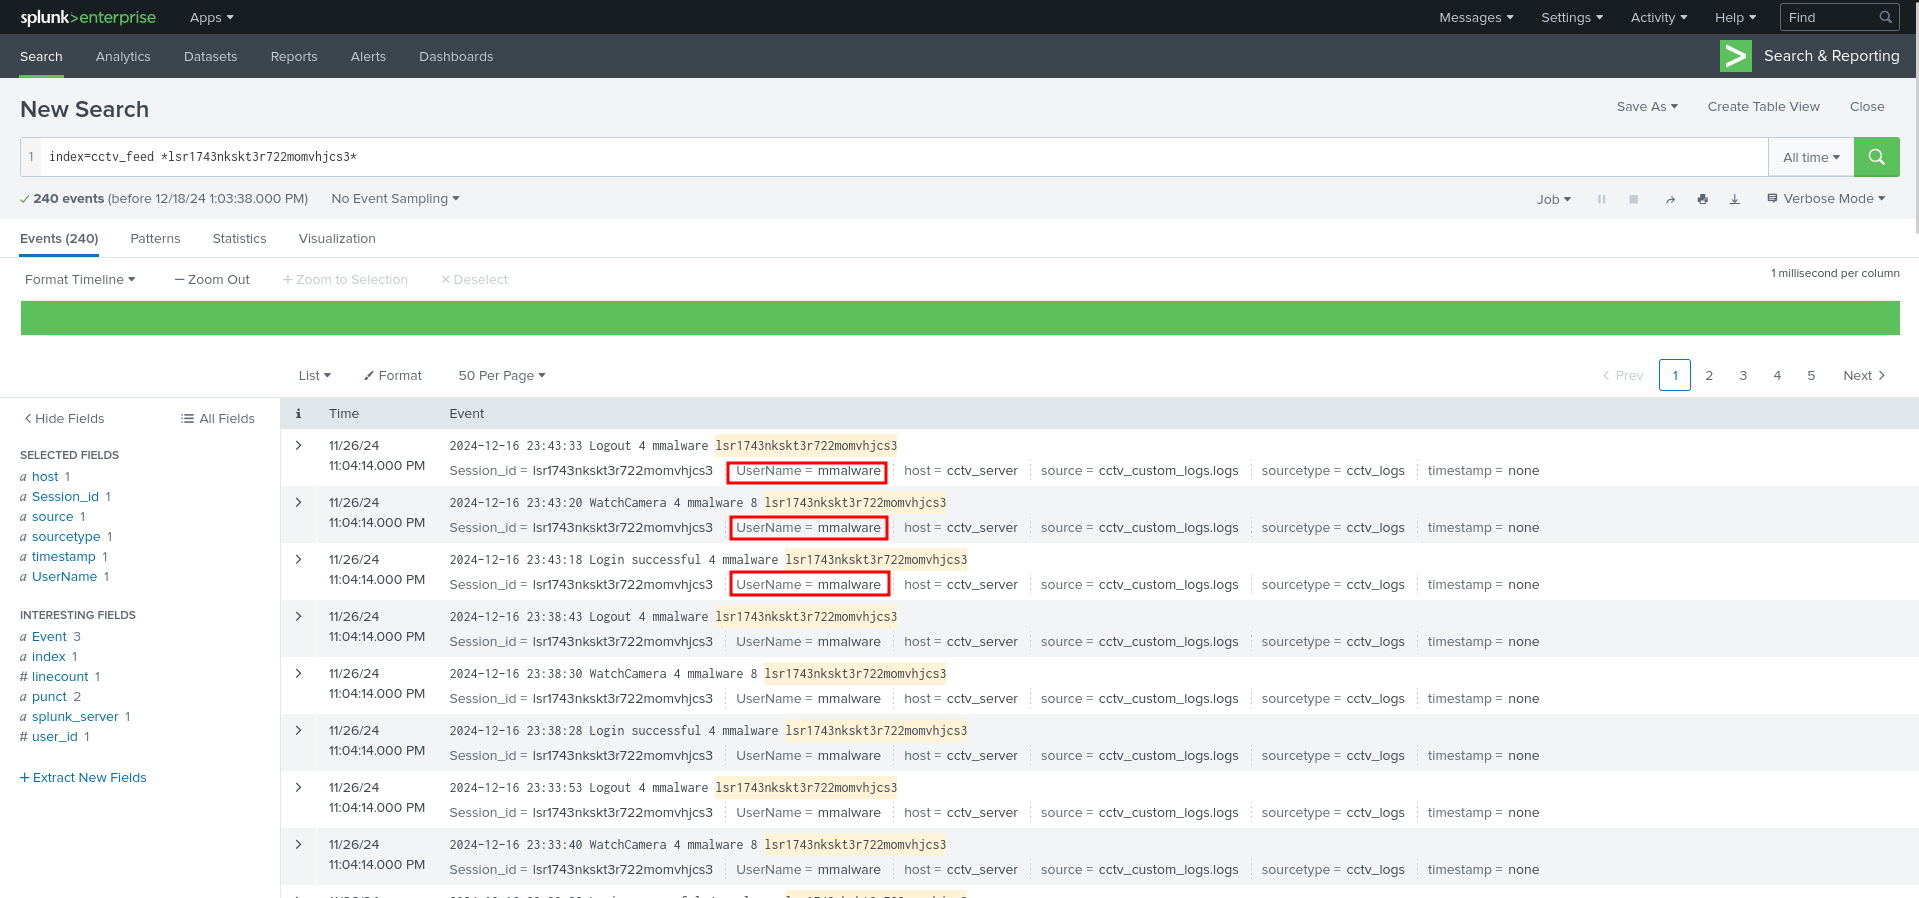 splunk>enterprise Apps Messages Settings Activity Help Find
Search Analytics Datasets Reports Alerts Dashboards Search & Reporting
New Search Save As Create Table View Close
1 index=cctv_feed *lsr1743nkskt3r722momvhjcs3* All time
240 events (before 12/18/24 1:03:38.000 PM) No Event Sampling Job Verbose Mode
Events (240) Patterns Statistics Visualization
Format Timeline — Zoom Out + Zoom to Selection × Deselect 1 millisecond per column
List Format 50 Per Page < Prev 1 2 3 4 5 Next >
< Hide Fields All Fields
SELECTED FIELDS
a host 1
a Session_id 1
a source 1
a sourcetype 1
a timestamp 1
a UserName 1
INTERESTING FIELDS
a Event 3
a index 1
# linecount 1
a punct 2
a splunk_server 1
# user_id 1
+ Extract New Fields
i Time Event
> 11/26/24 2024-12-16 23:43:33 Logout 4 mmalware lsr1743nkskt3r722momvhjcs3
11:04:14.000 PM Session_id = lsr1743nkskt3r722momvhjcs3 UserName = mmalware host = cctv_server source = cctv_custom_logs.logs sourcetype = cctv_logs timestamp = none
> 11/26/24 2024-12-16 23:43:20 WatchCamera 4 mmalware 8 lsr1743nkskt3r722momvhjcs3
11:04:14.000 PM Session_id = lsr1743nkskt3r722momvhjcs3 UserName = mmalware host = cctv_server source = cctv_custom_logs.logs sourcetype = cctv_logs timestamp = none
> 11/26/24 2024-12-16 23:43:18 Login successful 4 mmalware lsr1743nkskt3r722momvhjcs3
11:04:14.000 PM Session_id = lsr1743nkskt3r722momvhjcs3 UserName = mmalware host = cctv_server source = cctv_custom_logs.logs sourcetype = cctv_logs timestamp = none
> 11/26/24 2024-12-16 23:38:43 Logout 4 mmalware lsr1743nkskt3r722momvhjcs3
11:04:14.000 PM Session_id = lsr1743nkskt3r722momvhjcs3 UserName = mmalware host = cctv_server source = cctv_custom_logs.logs sourcetype = cctv_logs timestamp = none
> 11/26/24 2024-12-16 23:38:30 WatchCamera 4 mmalware 8 lsr1743nkskt3r722momvhjcs3
11:04:14.000 PM Session_id = lsr1743nkskt3r722momvhjcs3 UserName = mmalware host = cctv_server source = cctv_custom_logs.logs sourcetype = cctv_logs timestamp = none
> 11/26/24 2024-12-16 23:38:28 Login successful 4 mmalware lsr1743nkskt3r722momvhjcs3
11:04:14.000 PM Session_id = lsr1743nkskt3r722momvhjcs3 UserName = mmalware host = cctv_server source = cctv_custom_logs.logs sourcetype = cctv_logs timestamp = none
> 11/26/24 2024-12-16 23:33:53 Logout 4 mmalware lsr1743nkskt3r722momvhjcs3
11:04:14.000 PM Session_id = lsr1743nkskt3r722momvhjcs3 UserName = mmalware host = cctv_server source = cctv_custom_logs.logs sourcetype = cctv_logs timestamp = none
> 11/26/24 2024-12-16 23:33:40 WatchCamera 4 mmalware 8 lsr1743nkskt3r722momvhjcs3
11:04:14.000 PM Session_id = lsr1743nkskt3r722momvhjcs3 UserName = mmalware host = cctv_server source = cctv_custom_logs.logs sourcetype = cctv_logs timestamp = none